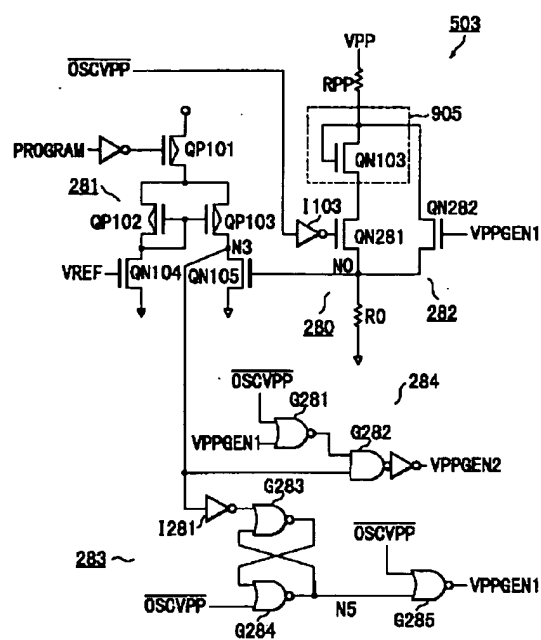 503
VPP
OSCVPP
RPP
905
PROGRAM
QP101
QN103
281
I103
QN282
QP102
QP103
QN281
VPPGEN1
N3
VREF
QN104
QN105
N0
280
R0
282
OSCVPP
284
G281
VPPGEN1
G282
VPPGEN2
G283
I281
283
OSCVPP
OSCVPP
N5
VPPGEN1
G284
G285